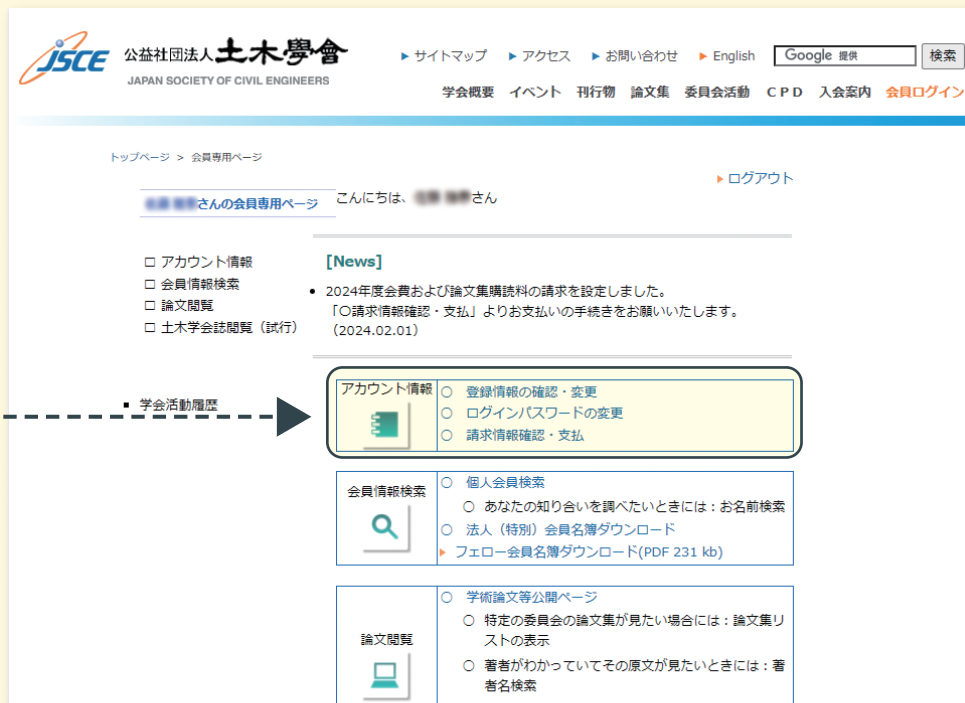 JSCE 公益社団法人土木學會
JAPAN SOCIETY OF CIVIL ENGINEERS
サイトマップ アクセス お問い合わせ English Google 提供 検索
学会概要 イベント 刊行物 論文集 委員会活動 CPD 入会案内 会員ログイン
トップページ > 会員専用ページ
ログアウト
さんの会員専用ページ
こんにちは、 さん
□ アカウント情報
□ 会員情報検索
□ 論文閲覧
□ 土木学会誌閲覧（試行）
■ 学会活動履歴
[News]
● 2024年度会費および論文集購読料の請求を設定しました。
「○請求情報確認・支払」よりお支払いの手続きをお願いいたします。
（2024.02.01）
アカウント情報
○ 登録情報の確認・変更
○ ログインパスワードの変更
○ 請求情報確認・支払
会員情報検索
○ 個人会員検索
○ あなたの知り合いを調べたいときには：お名前検索
○ 法人（特別）会員名簿ダウンロード
フェロー会員名簿ダウンロード(PDF 231 kb)
論文閲覧
○ 学術論文等公開ページ
○ 特定の委員会の論文集が見たい場合には：論文集リ
ストの表示
○ 著者がわかっていてその原文が見たいときには：著
者名検索